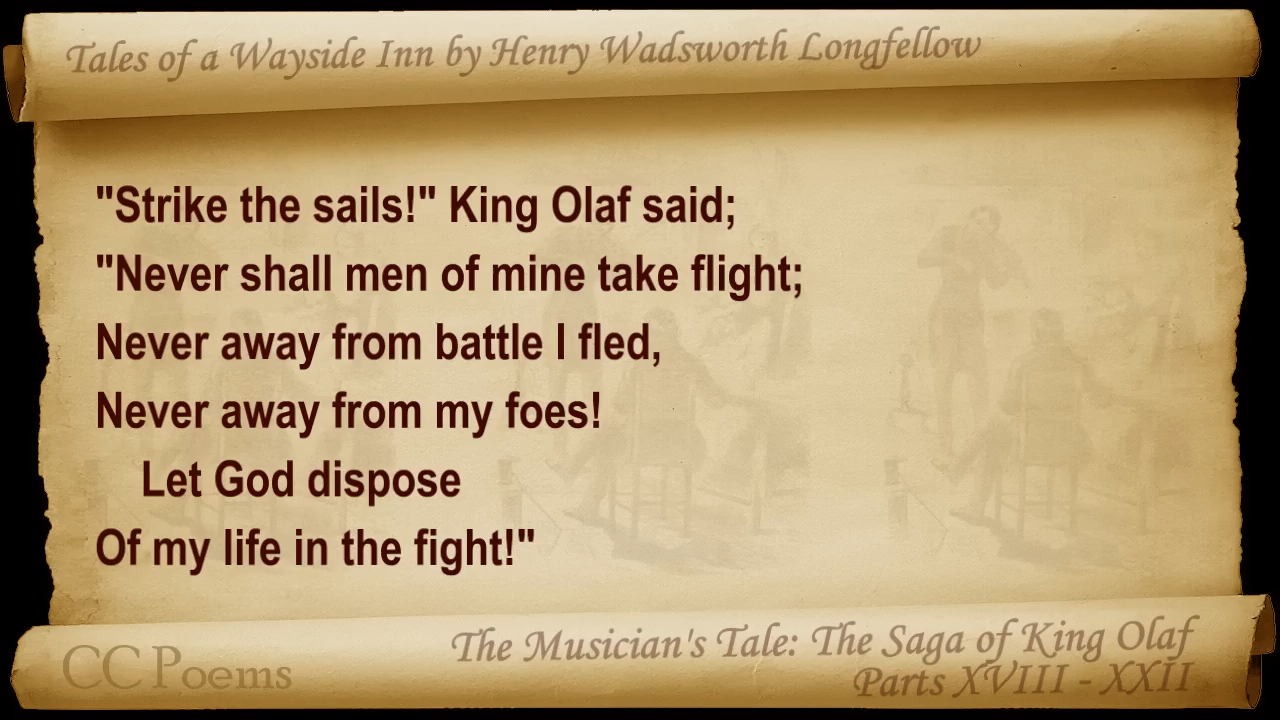 Tales of a Wayside Inn by Henry Wadsworth Longfellow
"Strike the sails!" King Olaf said;
"Never shall men of mine take flight;
Never away from battle I fled,
Never away from my foes!
Let God dispose
Of my life in the fight!"
The Musician's Tale: The Saga of King Olaf
Parts XVIII - XXII
CC Poems